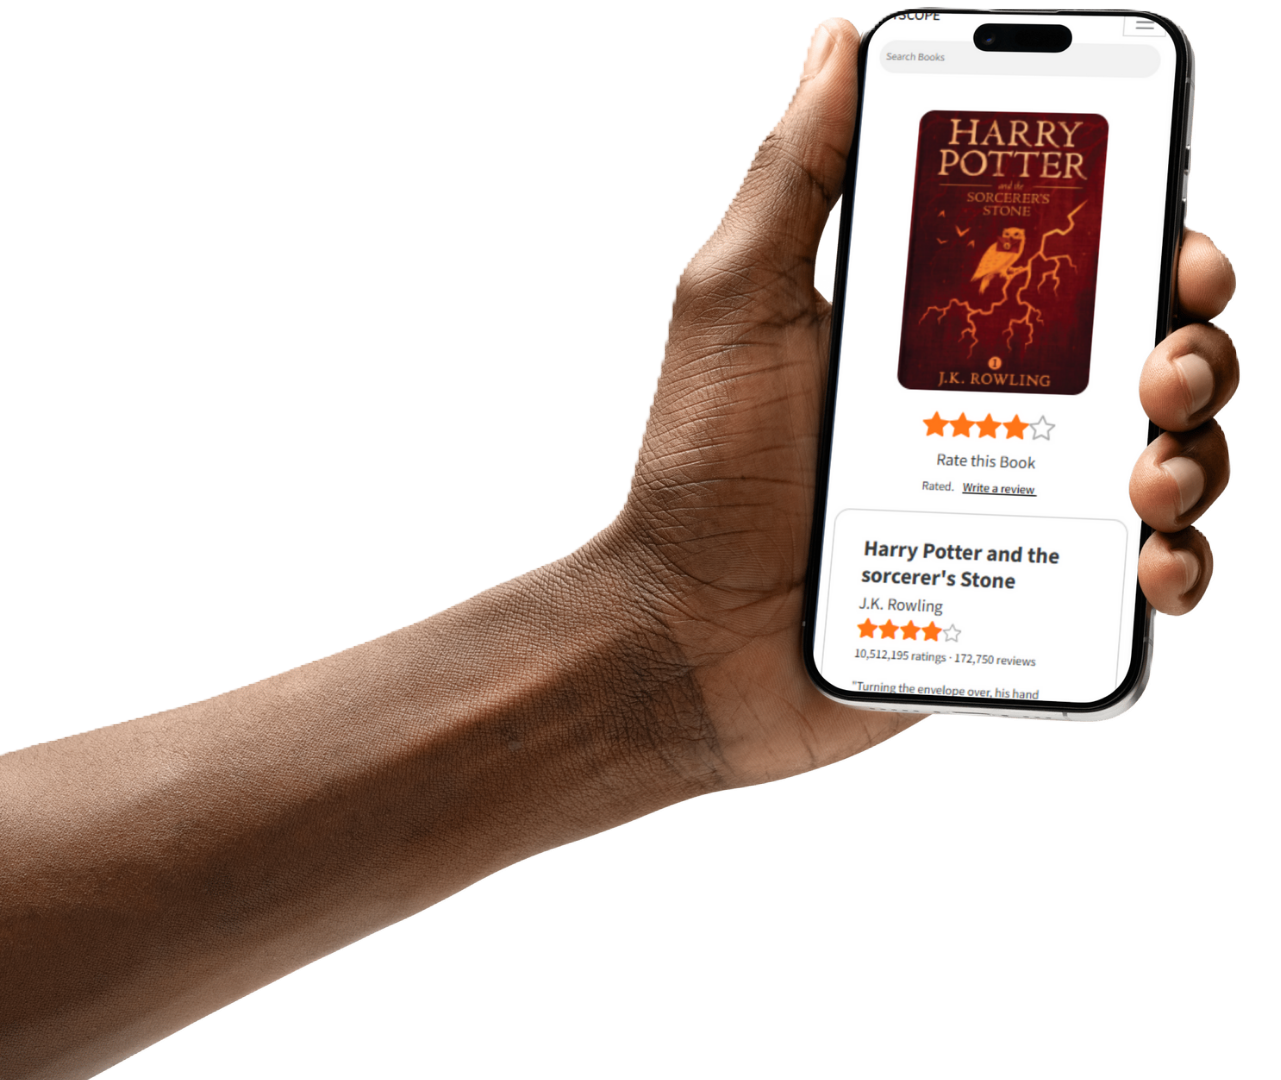 Search Books
HARRY
POTTER
and the
SORCERER'S
STONE
1
J.K. ROWLING
Rate this Book
Rated. Write a review
Harry Potter and the
sorcerer's Stone
J.K. Rowling
10,512,195 ratings · 172,750 reviews
"Turning the envelope over, his hand